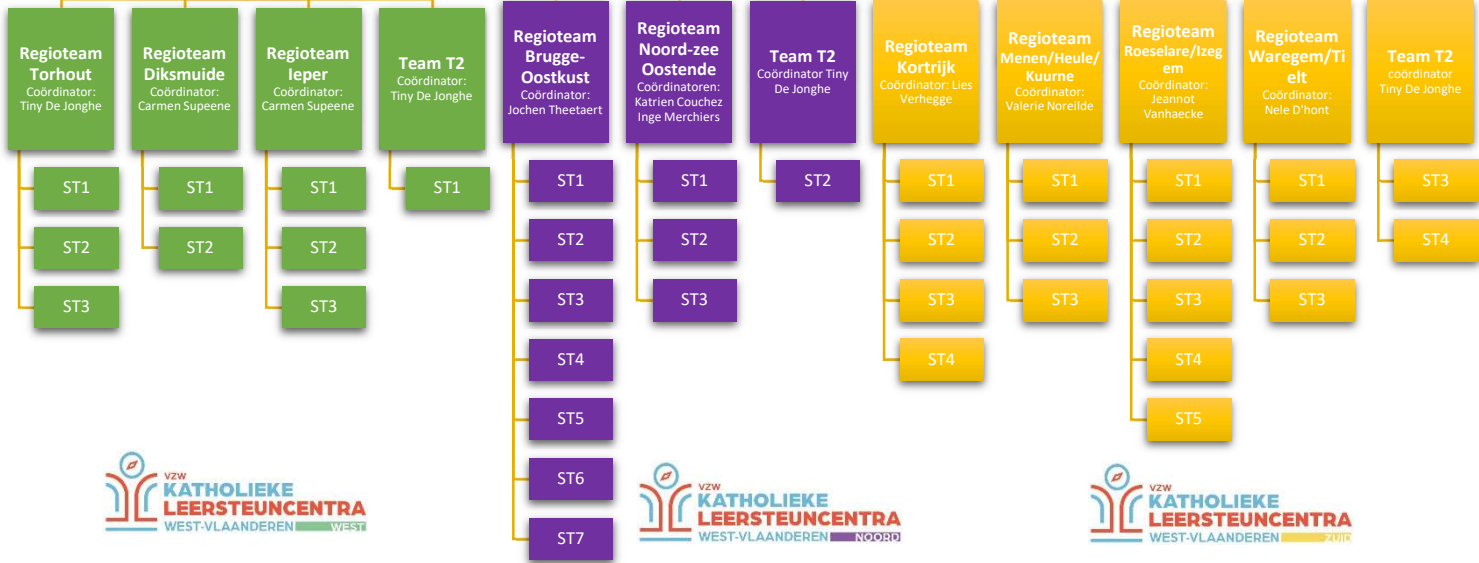 Regioteam
Torhout
Coördinator:
Tiny De Jonghe
ST1
ST2
ST3
Regioteam
Diksmuide
Coördinator:
Carmen Supeene
ST1
ST2
Regioteam
Ieper
Coördinator:
Carmen Supeene
ST1
ST2
ST3
Team T2
Coördinator:
Tiny De Jonghe
ST1
Regioteam
Brugge-
Oostkust
Coördinator:
Jochen Theetaert
ST1
ST2
ST3
ST4
ST5
ST6
ST7
Regioteam
Noord-zee
Oostende
Coördinatoren:
Katrien Couchez
Inge Merchiers
ST1
ST2
ST3
Team T2
Coördinator Tiny
De Jonghe
ST2
Regioteam
Kortrijk
Coördinator: Lies
Verhegge
ST1
ST2
ST3
ST4
Regioteam
Menen/Heule/
Kuurne
Coördinator:
Valerie Noreilde
ST1
ST2
ST3
Regioteam
Roeselare/Izeg
em
Coördinator:
Jeannot
Vanhaecke
ST1
ST2
ST3
ST4
ST5
Regioteam
Waregem/Ti
elt
Coördinator:
Nele D'hont
ST1
ST2
ST3
Team T2
coördinator
Tiny De Jonghe
ST3
ST4
VZW
KATHOLIEKE
LEERSTEUNCENTRA
WEST-VLAANDEREN WEST
VZW
KATHOLIEKE
LEERSTEUNCENTRA
WEST-VLAANDEREN NOORD
VZW
KATHOLIEKE
LEERSTEUNCENTRA
WEST-VLAANDEREN ZUID